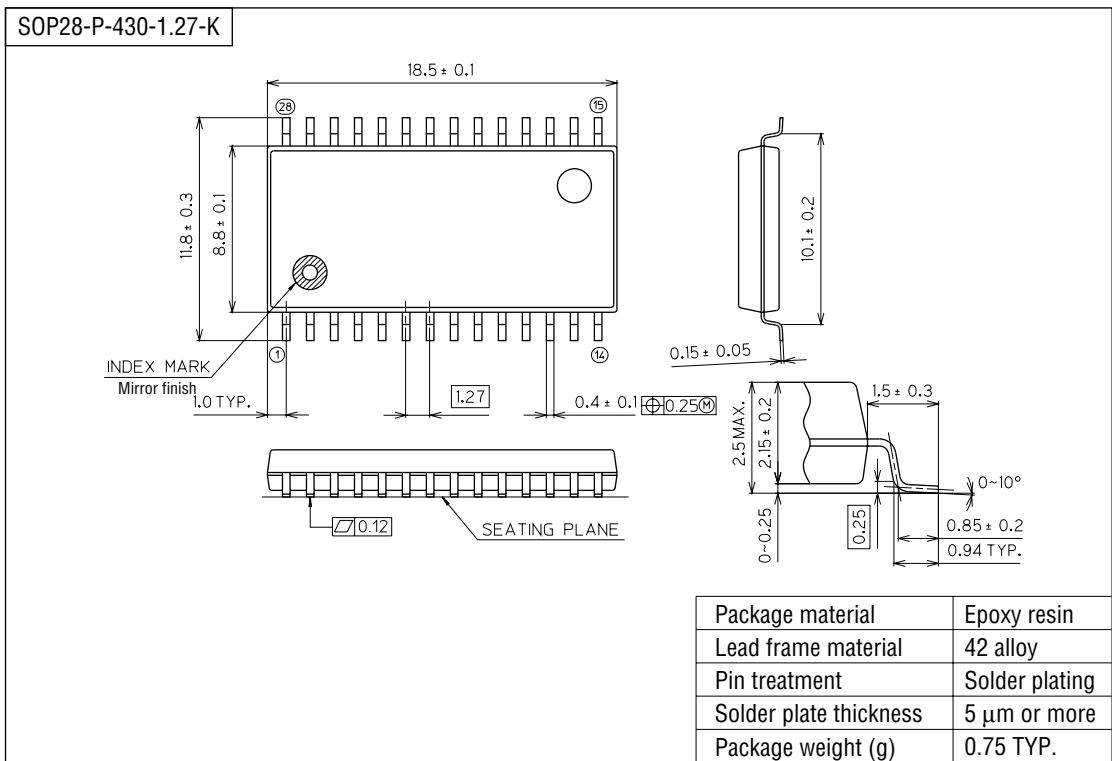 SOP28-P-430-1.27-K
18.5 ± 0.1
28
15
11.8 ± 0.3
8.8 ± 0.1
10.1 ± 0.2
1
14
INDEX MARK
Mirror finish
1.0 TYP.
1.27
0.4 ± 0.1
0.25 Ⓜ
0.15 ± 0.05
2.5 MAX.
2.15 ± 0.2
1.5 ± 0.3
0~10°
0~0.25
0.25
0.85 ± 0.2
0.94 TYP.
0.12
SEATING PLANE
Package material Epoxy resin
Lead frame material 42 alloy
Pin treatment Solder plating
Solder plate thickness 5 µm or more
Package weight (g) 0.75 TYP.